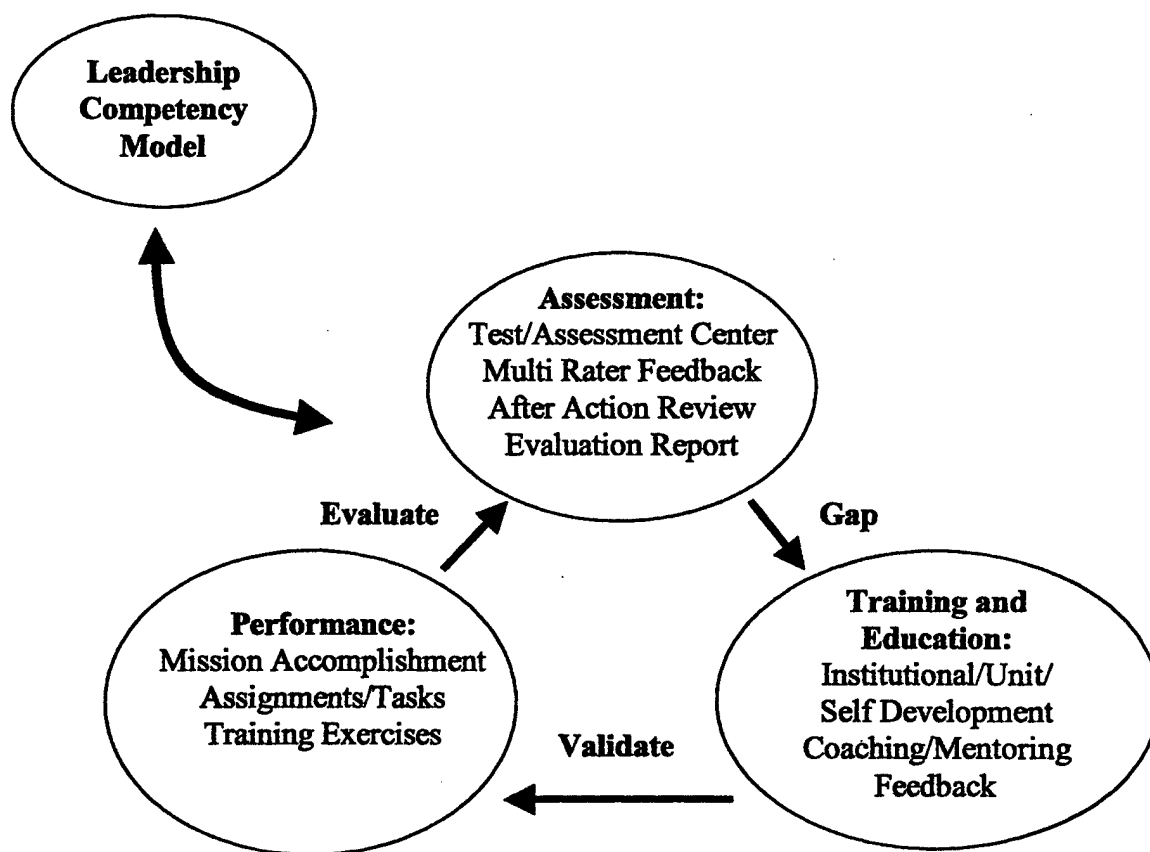 Leadership
Competency
Model
Assessment:
Test/Assessment Center
Multi Rater Feedback
After Action Review
Evaluation Report
Evaluate
Gap
Performance:
Mission Accomplishment
Assignments/Tasks
Training Exercises
Training and
Education:
Institutional/Unit/
Self Development
Coaching/Mentoring
Feedback
Validate